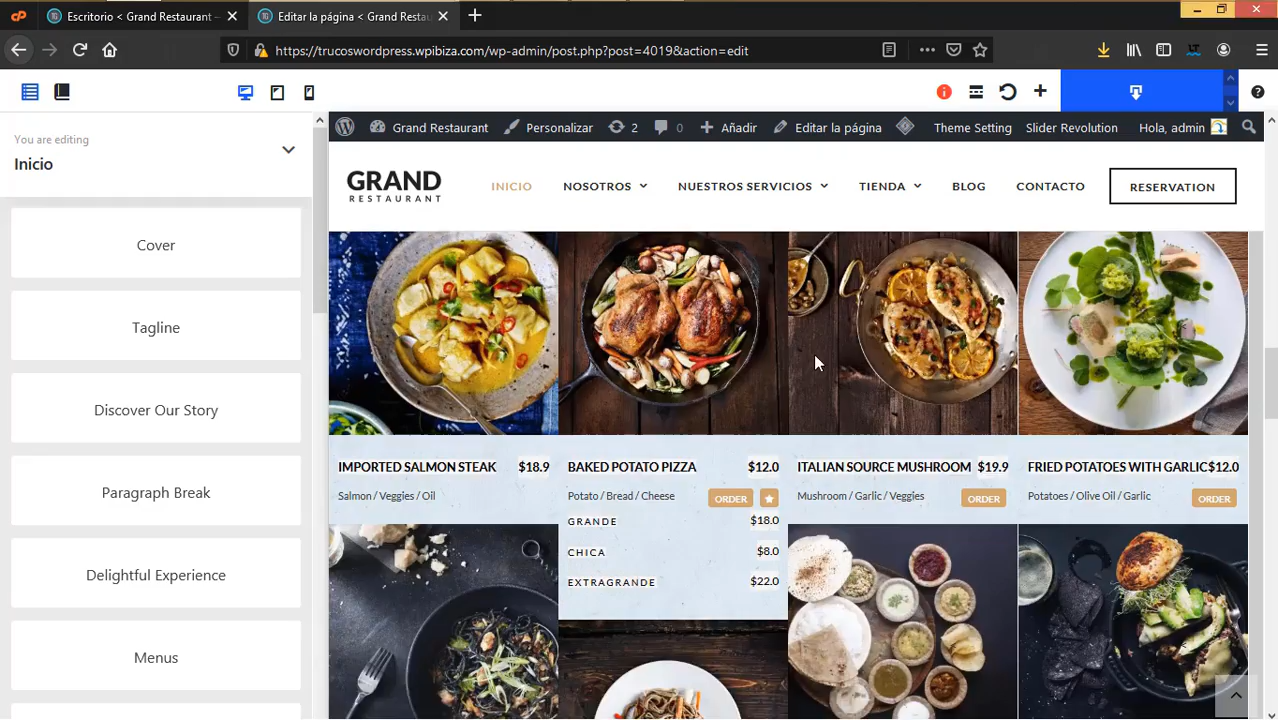 Escritorio < Grand Restaurant –
Editar la página < Grand Restau
https://trucoswordpress.wpibiza.com/wp-admin/post.php?post=4019&action=edit
Grand Restaurant
Personalizar
2
0
Añadir
Editar la página
Theme Setting
Slider Revolution
Hola, admin
You are editing
Inicio
GRAND
RESTAURANT
INICIO
NOSOTROS
NUESTROS SERVICIOS
TIENDA
BLOG
CONTACTO
RESERVATION
Cover
Tagline
Discover Our Story
Paragraph Break
Delightful Experience
Menus
IMPORTED SALMON STEAK $18.9
Salmon / Veggies / Oil
BAKED POTATO PIZZA $12.0
Potato / Bread / Cheese ORDER
GRANDE $18.0
CHICA $8.0
EXTRAGRANDE $22.0
ITALIAN SOURCE MUSHROOM $19.9
Mushroom / Garlic / Veggies ORDER
FRIED POTATOES WITH GARLIC $12.0
Potatoes / Olive Oil / Garlic ORDER